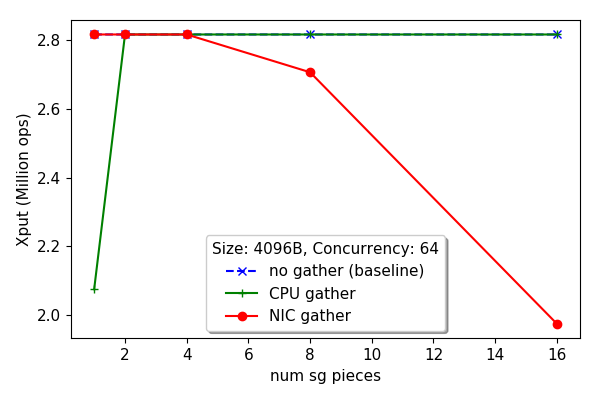 2.8
2.6
2.4
2.2
2.0
Xput (Million ops)
Size: 4096B, Concurrency: 64
no gather (baseline)
CPU gather
NIC gather
2 4 6 8 10 12 14 16
num sg pieces